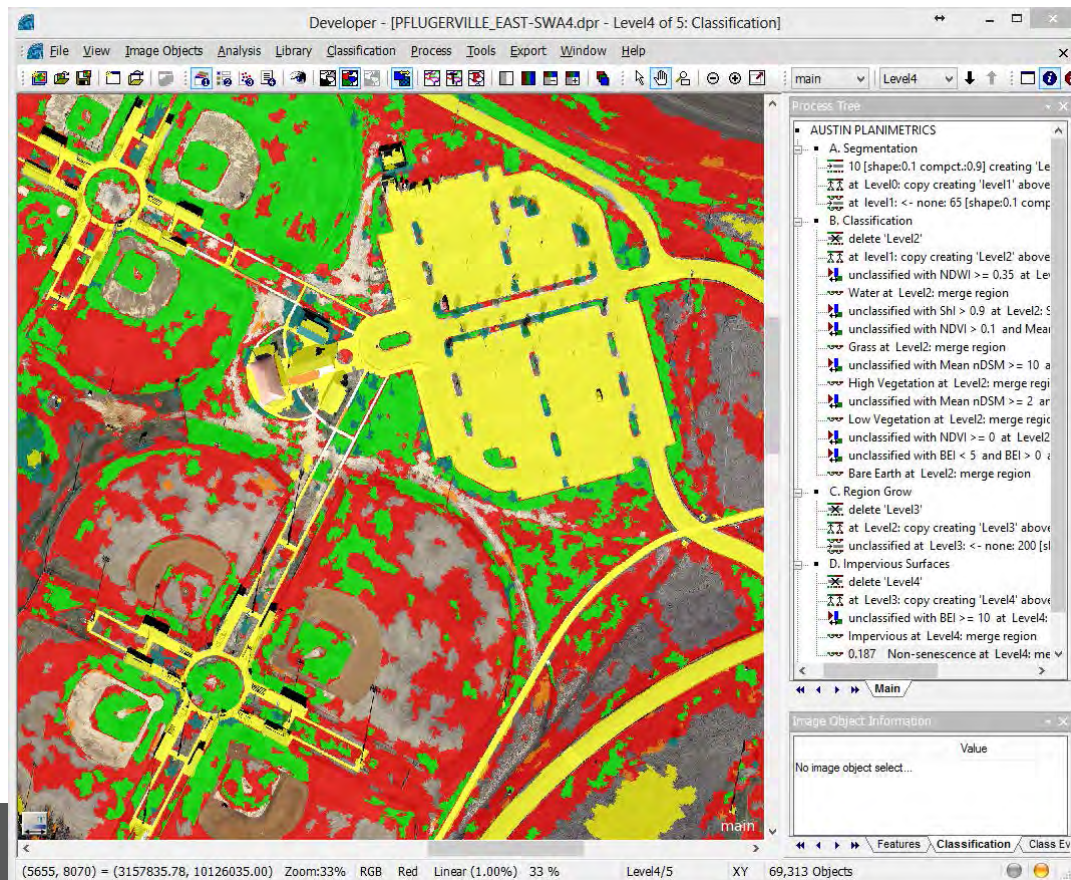 Developer - [PFLUGERVILLE_EAST-SWA4.dpr - Level4 of 5: Classification]
File View Image Objects Analysis Library Classification Process Tools Export Window Help
main Level4
Process Tree
AUSTIN PLANIMETRICS
A. Segmentation
10 [shape:0.1 compct.:0.9] creating 'Le
at Level0: copy creating 'level1' above
at level1: <- none: 65 [shape:0.1 comp
B. Classification
delete 'Level2'
at level1: copy creating 'Level2' above
unclassified with NDWI >= 0.35 at Lev
Water at Level2: merge region
unclassified with ShI > 0.9 at Level2: S
unclassified with NDVI > 0.1 and Mean
Grass at Level2: merge region
unclassified with Mean nDSM >= 10 a
High Vegetation at Level2: merge regi
unclassified with Mean nDSM >= 2 an
Low Vegetation at Level2: merge regio
unclassified with NDVI >= 0 at Level2
unclassified with BEI < 5 and BEI > 0 a
Bare Earth at Level2: merge region
C. Region Grow
delete 'Level3'
at Level2: copy creating 'Level3' above
unclassified at Level3: <- none: 200 [sl
D. Impervious Surfaces
delete 'Level4'
at Level3: copy creating 'Level4' above
unclassified with BEI >= 10 at Level4:
Impervious at Level4: merge region
0.187 Non-senescence at Level4: me
Main
Image Object Information
Value
No image object select...
main
Features Classification Class Ev
(5655, 8070) = (3157835.78, 10126035.00) Zoom:33% RGB Red Linear (1.00%) 33 % Level4/5 XY 69,313 Objects